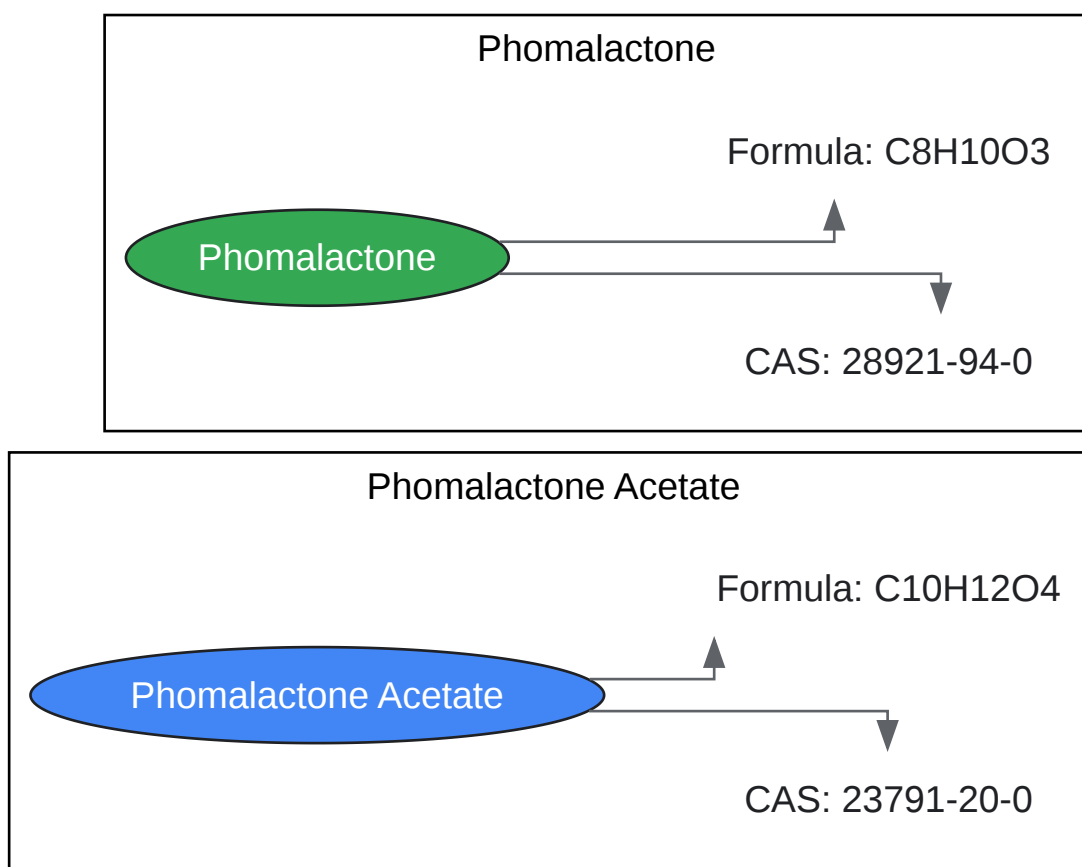 Phomalactone
Formula: C8H10O3
Phomalactone
CAS: 28921-94-0
Phomalactone Acetate
Formula: C10H12O4
Phomalactone Acetate
CAS: 23791-20-0